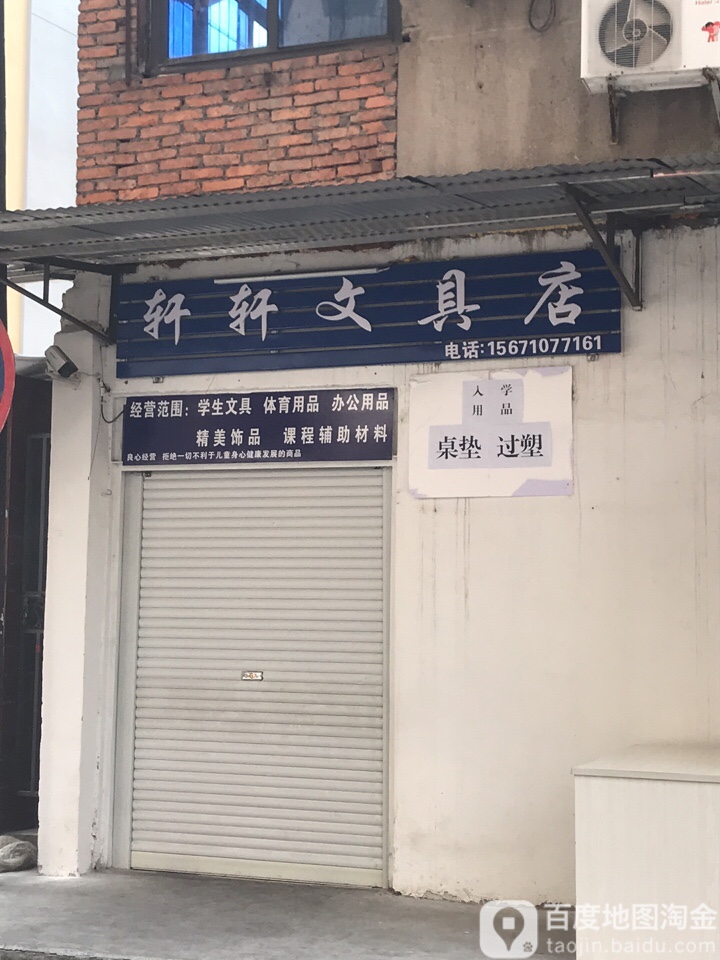 Haier
轩轩文具店
电话:15671077161
经营范围：学生文具 体育用品 办公用品
精美饰品 课程辅助材料
良心经营 拒绝一切不利于儿童身心健康发展的商品
入学
用品
桌垫 过塑
百度地图淘金
taojin.baidu.com